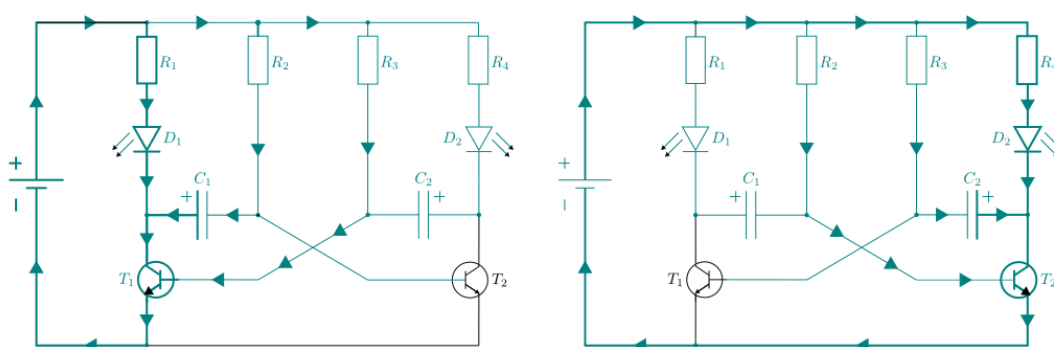 R₁ R₂ R₃ R₄
D₁ D₂
C₁ C₂
+ + +
−
T₁ T₂
R₁ R₂ R₃
D₁ D₂
C₁ C₂
+ + +
−
T₁ T₂